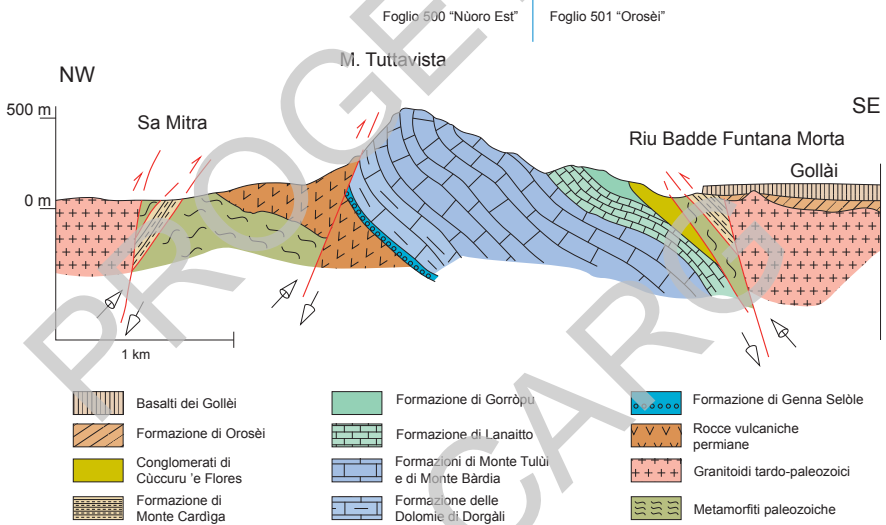 Foglio 500 "Nùoro Est" Foglio 501 "Orosèi"
M. Tuttavista
NW
500 m
SE
Sa Mitra
Riu Badde Funtana Morta
Gollài
0 m
1 km
Basalti dei Gollèi
Formazione di Orosèi
Conglomerati di
Cùccuru 'e Flores
Formazione di
Monte Cardìga
Formazione di Gorròpu
Formazione di Lanaitto
Formazioni di Monte Tulùi
e di Monte Bàrdia
Formazione delle
Dolomie di Dorgàli
Formazione di Genna Selòle
Rocce vulcaniche
permiane
Granitoidi tardo-paleozoici
Metamorfiti paleozoiche